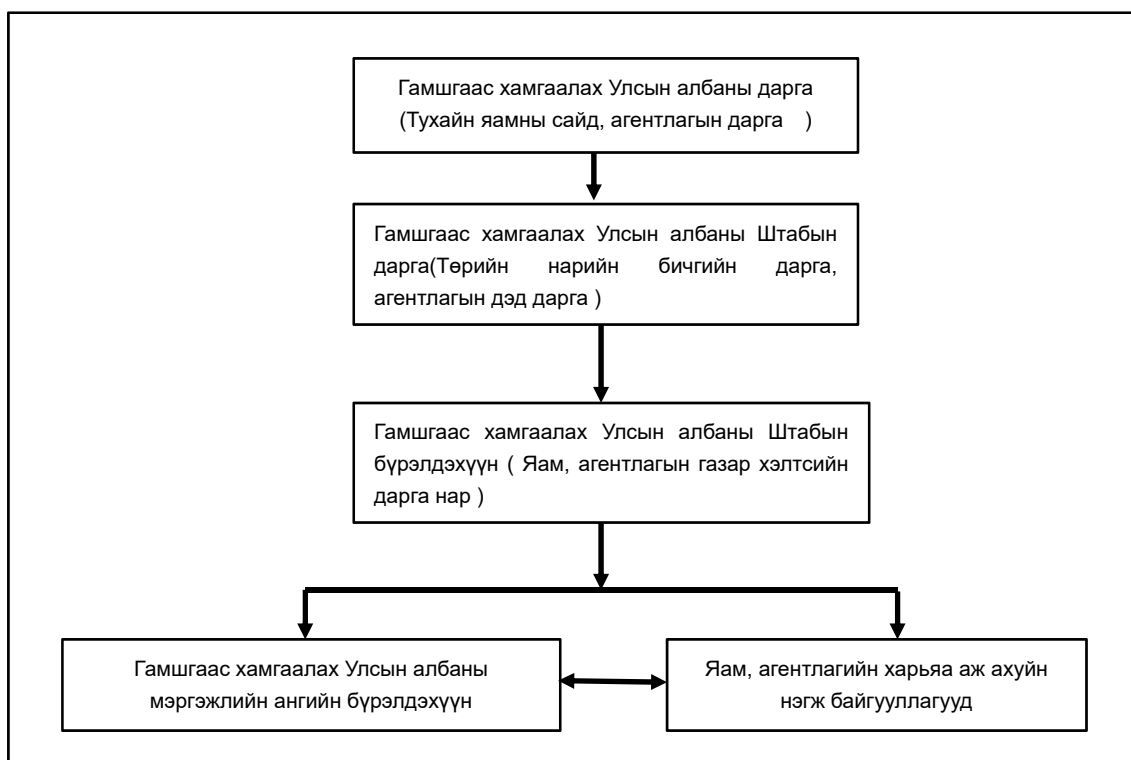 Гамшгаас хамгаалах Улсын албаны дарга
(Тухайн яамны сайд, агентлагын дарга )
Гамшгаас хамгаалах Улсын албаны Штабын
дарга(Төрийн нарийн бичгийн дарга,
агентлагын дэд дарга )
Гамшгаас хамгаалах Улсын албаны Штабын
бүрэлдэхүүн ( Яам, агентлагын газар хэлтсийн
дарга нар )
Гамшгаас хамгаалах Улсын албаны
мэргэжлийн ангийн бүрэлдэхүүн
Яам, агентлагийн харьяа аж ахуйн
нэгж байгууллагууд